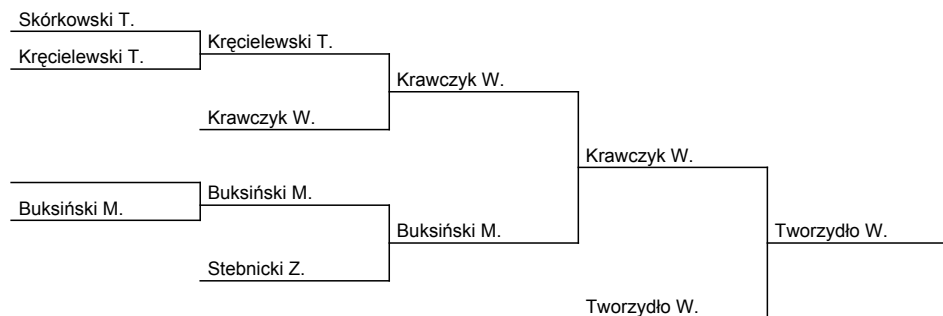 Skórkowski T.
Kręcielewski T.
Kręcielewski T.
Krawczyk W.
Krawczyk W.
Krawczyk W.
Buksiński M.
Buksiński M.
Buksiński M.
Tworzydło W.
Stebnicki Z.
Tworzydło W.